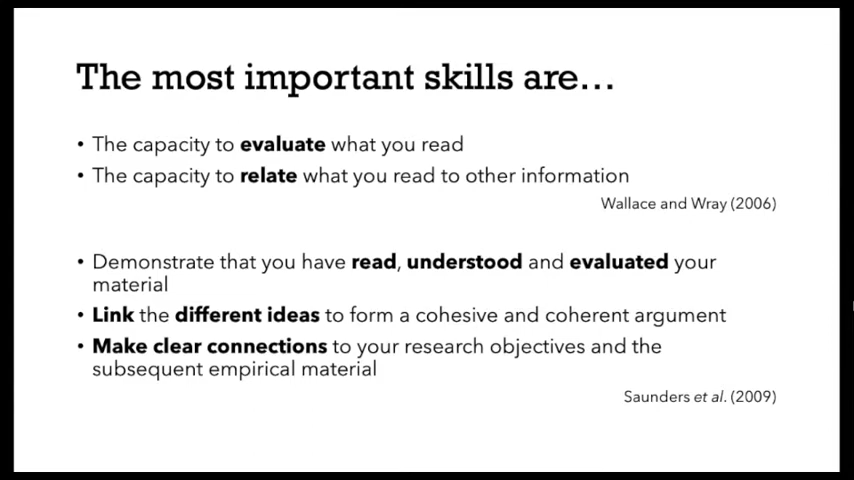 The most important skills are...
• The capacity to evaluate what you read
• The capacity to relate what you read to other information
Wallace and Wray (2006)
• Demonstrate that you have read, understood and evaluated your
material
• Link the different ideas to form a cohesive and coherent argument
• Make clear connections to your research objectives and the
subsequent empirical material
Saunders et al. (2009)